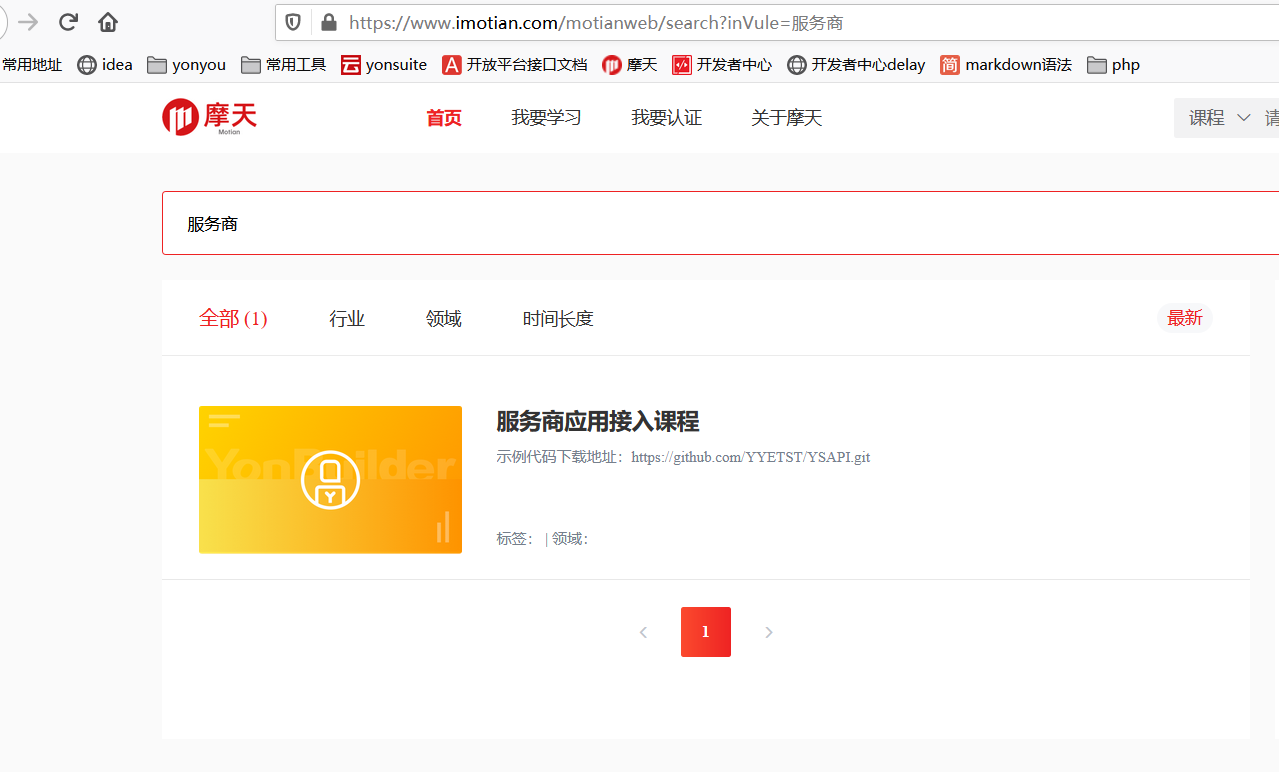 https://www.imotian.com/motianweb/search?inVule=服务商
常用地址 idea yonyou 常用工具 yonsuite 开放平台接口文档 摩天 开发者中心 开发者中心delay markdown语法 php
摩天 首页 我要学习 我要认证 关于摩天 课程 请
Motian
服务商
全部 (1) 行业 领域 时间长度 最新
服务商应用接入课程
示例代码下载地址：https://github.com/YYETST/YSAPI.git
YonBuilder
标签： | 领域：
1